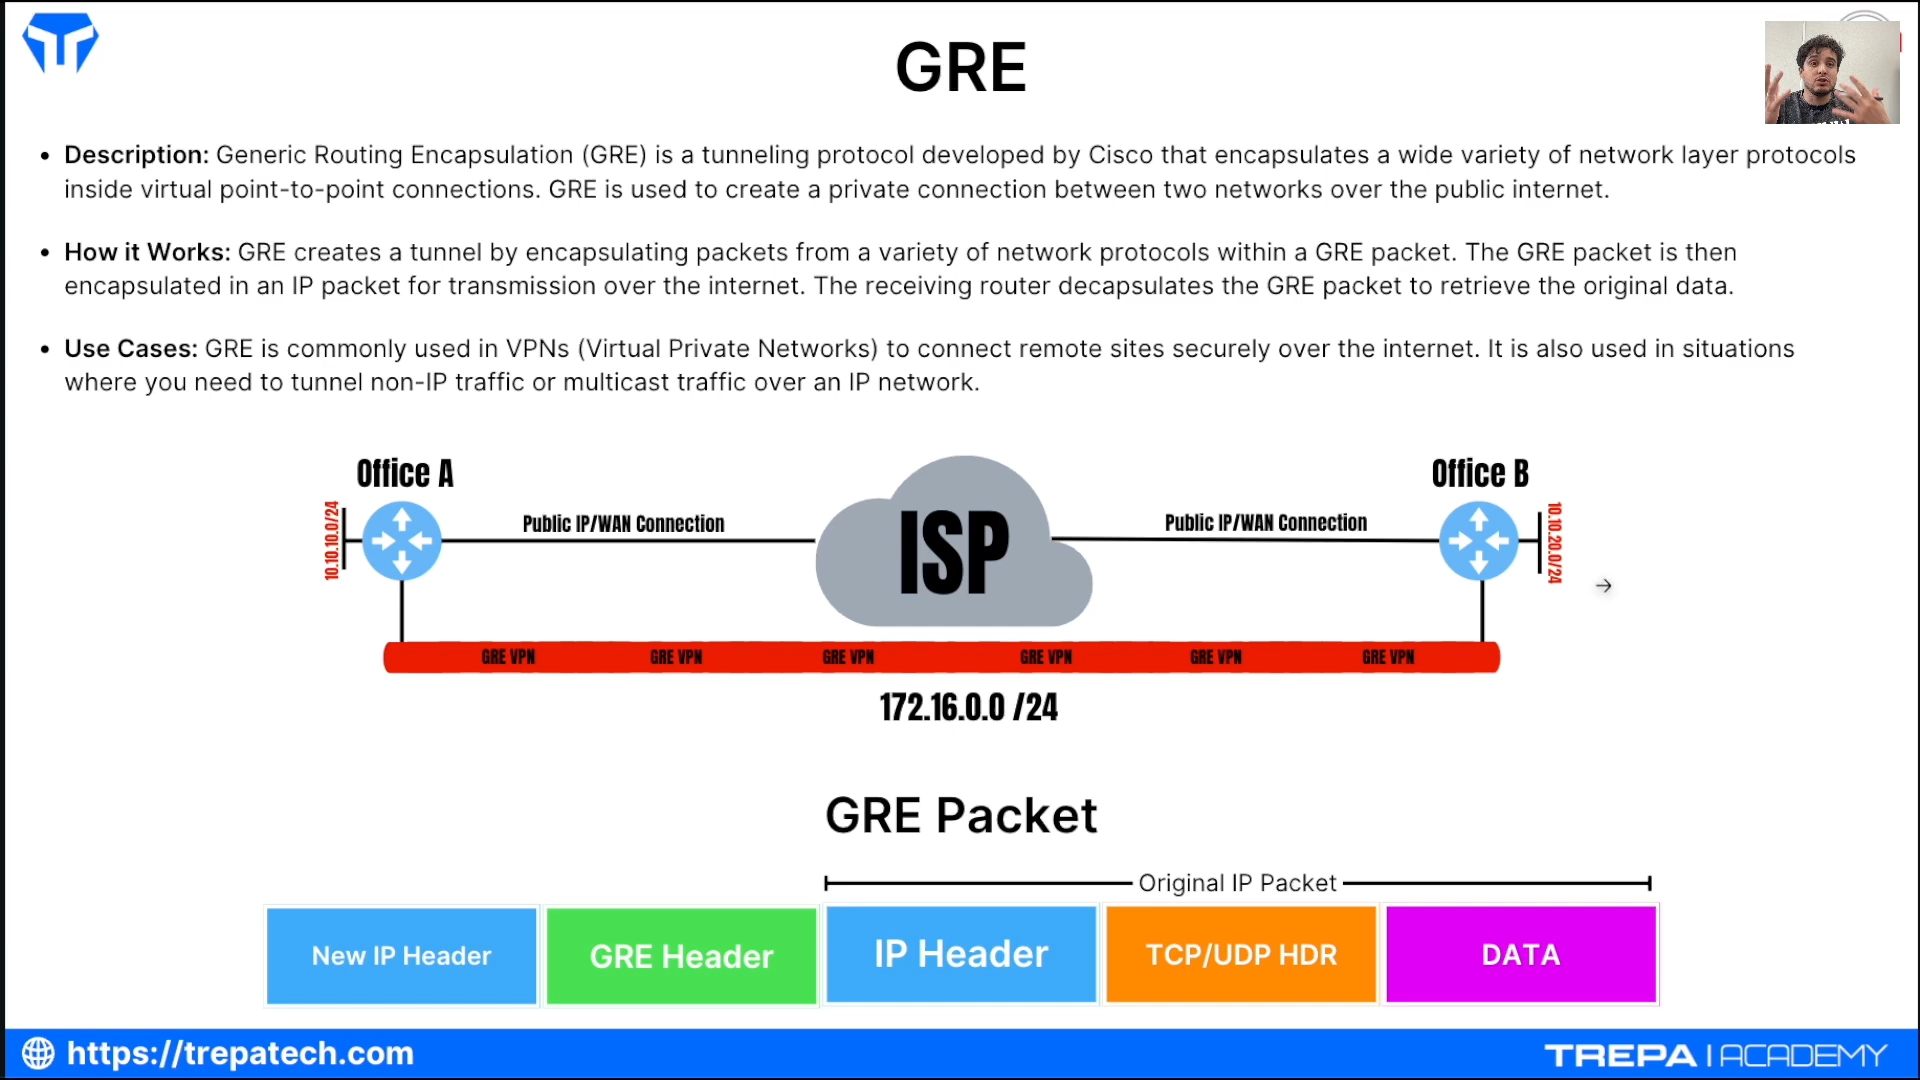 GRE
• Description: Generic Routing Encapsulation (GRE) is a tunneling protocol developed by Cisco that encapsulates a wide variety of network layer protocols
inside virtual point-to-point connections. GRE is used to create a private connection between two networks over the public internet.
• How it Works: GRE creates a tunnel by encapsulating packets from a variety of network protocols within a GRE packet. The GRE packet is then
encapsulated in an IP packet for transmission over the internet. The receiving router decapsulates the GRE packet to retrieve the original data.
• Use Cases: GRE is commonly used in VPNs (Virtual Private Networks) to connect remote sites securely over the internet. It is also used in situations
where you need to tunnel non-IP traffic or multicast traffic over an IP network.
Office A
Office B
10.10.10.0/24
Public IP/WAN Connection
ISP
Public IP/WAN Connection
10.10.20.0/24
GRE VPN GRE VPN GRE VPN GRE VPN GRE VPN GRE VPN
172.16.0.0 /24
GRE Packet
Original IP Packet
New IP Header
GRE Header
IP Header
TCP/UDP HDR
DATA
https://trepatech.com
TREPA | ACADEMY